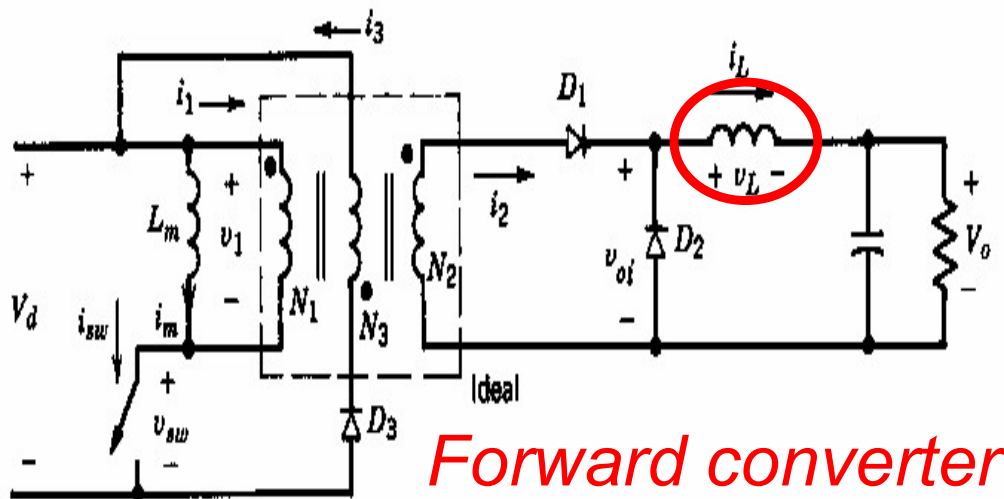 i3
iL
i1
D1
+
+
+
+ vL -
+
Lm
v1
i2
D2
Vo
voi
-
-
N1
N2
N3
-
Vd
isw
im
+
Ideal
vsw
D3
-
-
Forward converter